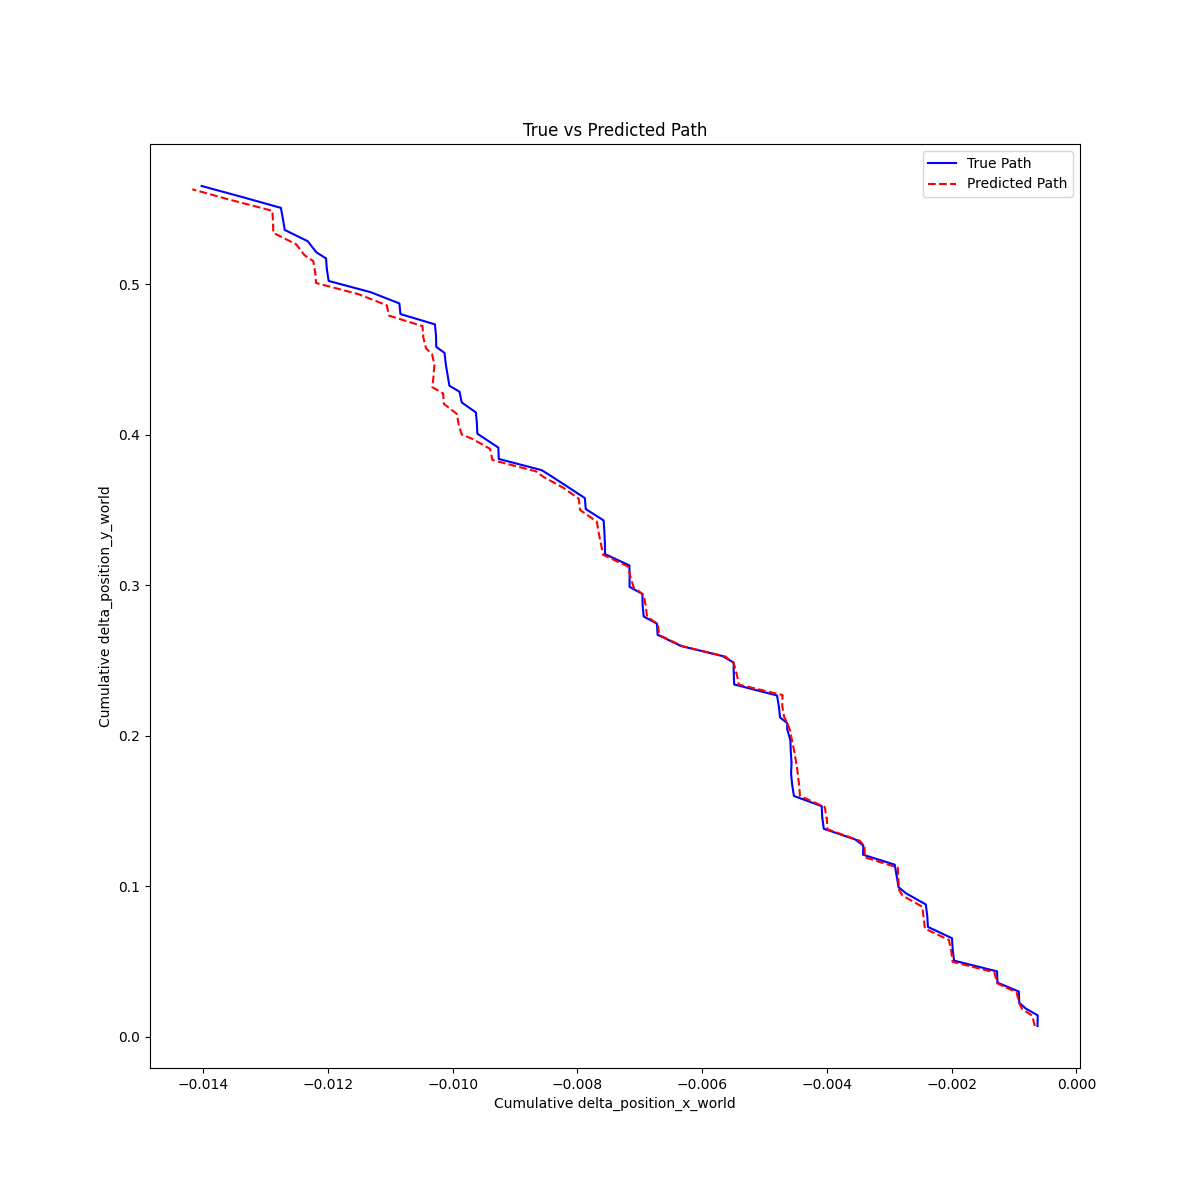 True vs Predicted Path
True Path
Predicted Path
Cumulative delta_position_y_world
0.5
0.4
0.3
0.2
0.1
0.0
−0.014
−0.012
−0.010
−0.008
−0.006
−0.004
−0.002
0.000
Cumulative delta_position_x_world